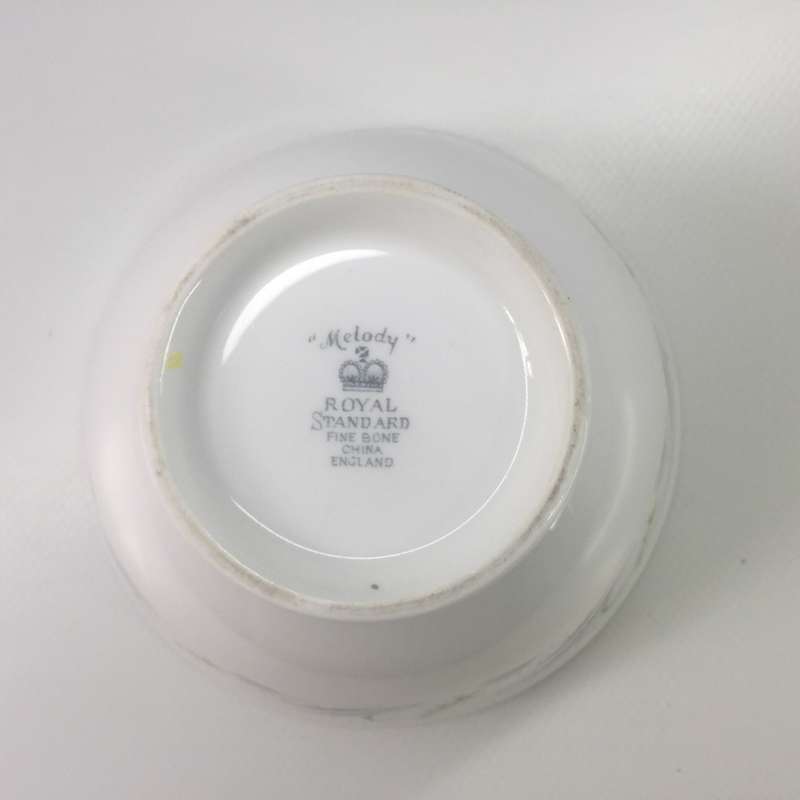 "Melody"
ROYAL
STANDARD
FINE BONE
CHINA
ENGLAND